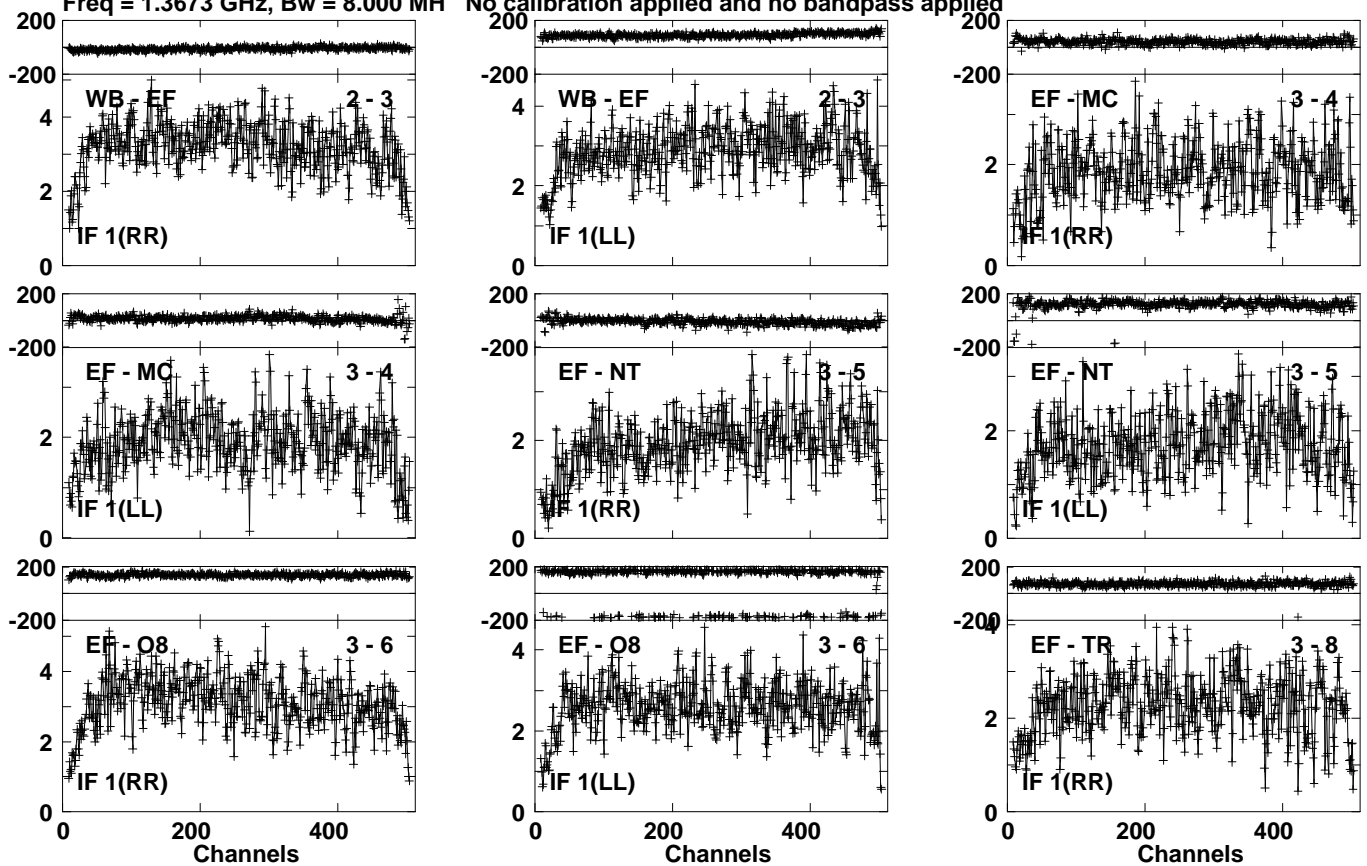 Freq = 1.3673 GHz, Bw = 8.000 MH No calibration applied and no bandpass applied
200 200 200
-200 -200 -200
WB - EF 2 - 3 WB - EF 2 - 3 EF - MC 3 - 4
4 4
2 2 2
IF 1(RR) IF 1(LL) IF 1(RR)
0 0 0
200 200 200
-200 -200 -200
EF - MC 3 - 4 EF - NT 3 - 5 EF - NT 3 - 5
2 2 2
IF 1(LL) IF 1(RR) IF 1(LL)
0 0 0
200 200 200
-200 -200 -200
4
EF - O8 3 - 6 EF - O8 3 - 6 EF - TR 3 - 8
4 4
2 2 2
IF 1(RR) IF 1(LL) IF 1(RR)
0 0 0
0 200 400 0 200 400 0 200 400
Channels Channels Channels